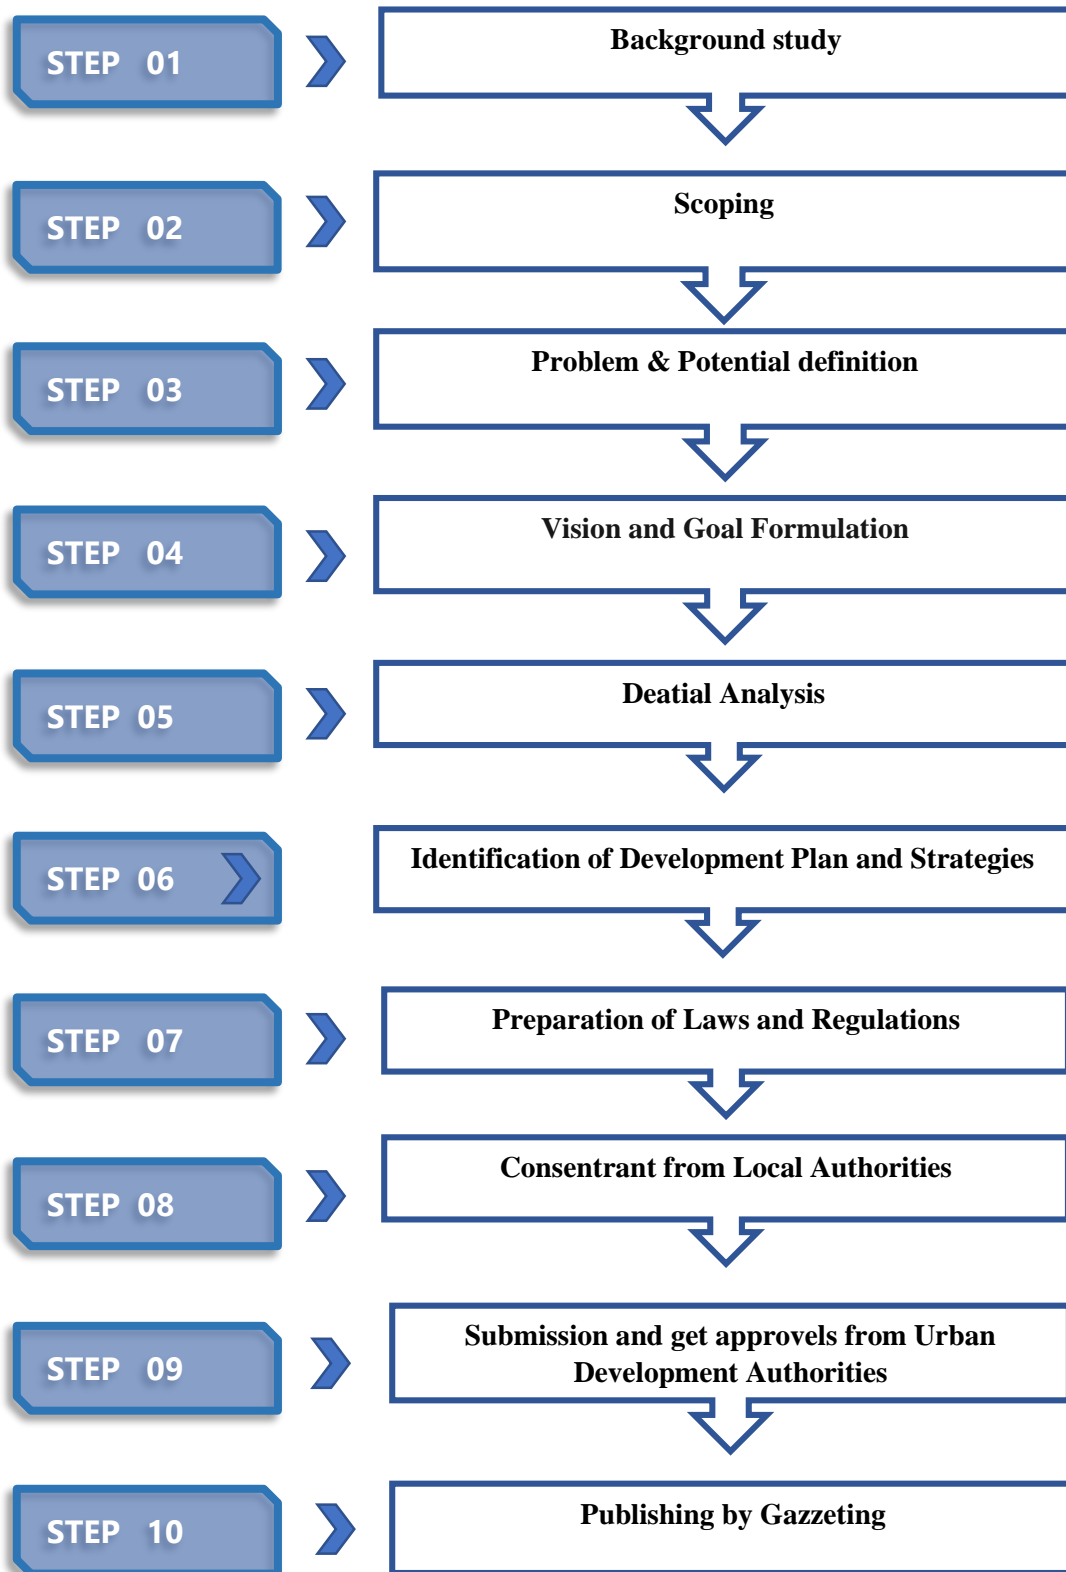 STEP 01
Background study
STEP 02
Scoping
STEP 03
Problem & Potential definition
STEP 04
Vision and Goal Formulation
STEP 05
Deatial Analysis
STEP 06
Identification of Development Plan and Strategies
STEP 07
Preparation of Laws and Regulations
STEP 08
Consentrant from Local Authorities
STEP 09
Submission and get approvels from Urban
Development Authorities
STEP 10
Publishing by Gazzeting